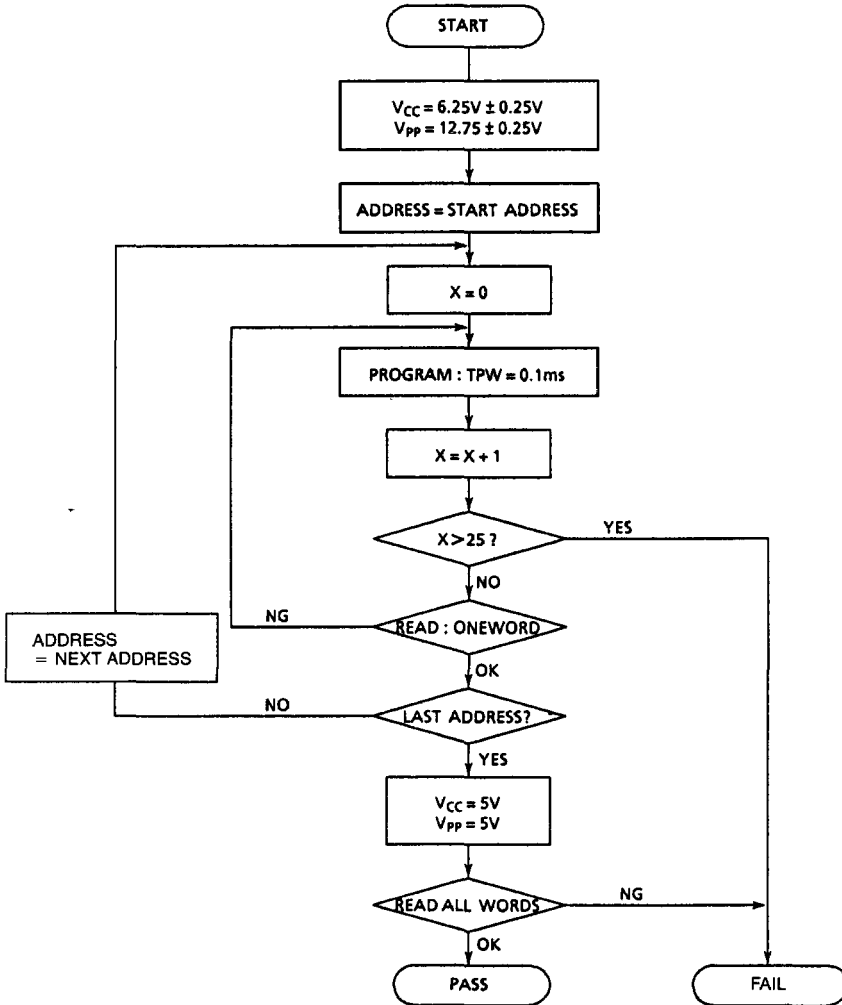 START
VCC = 6.25V ± 0.25V
VPP = 12.75 ± 0.25V
ADDRESS = START ADDRESS
X = 0
PROGRAM : TPW = 0.1ms
X = X + 1
X > 25 ?
YES
NO
NG
READ : ONEWORD
ADDRESS
= NEXT ADDRESS
OK
NO
LAST ADDRESS?
YES
VCC = 5V
VPP = 5V
READ ALL WORDS
NG
OK
PASS
FAIL